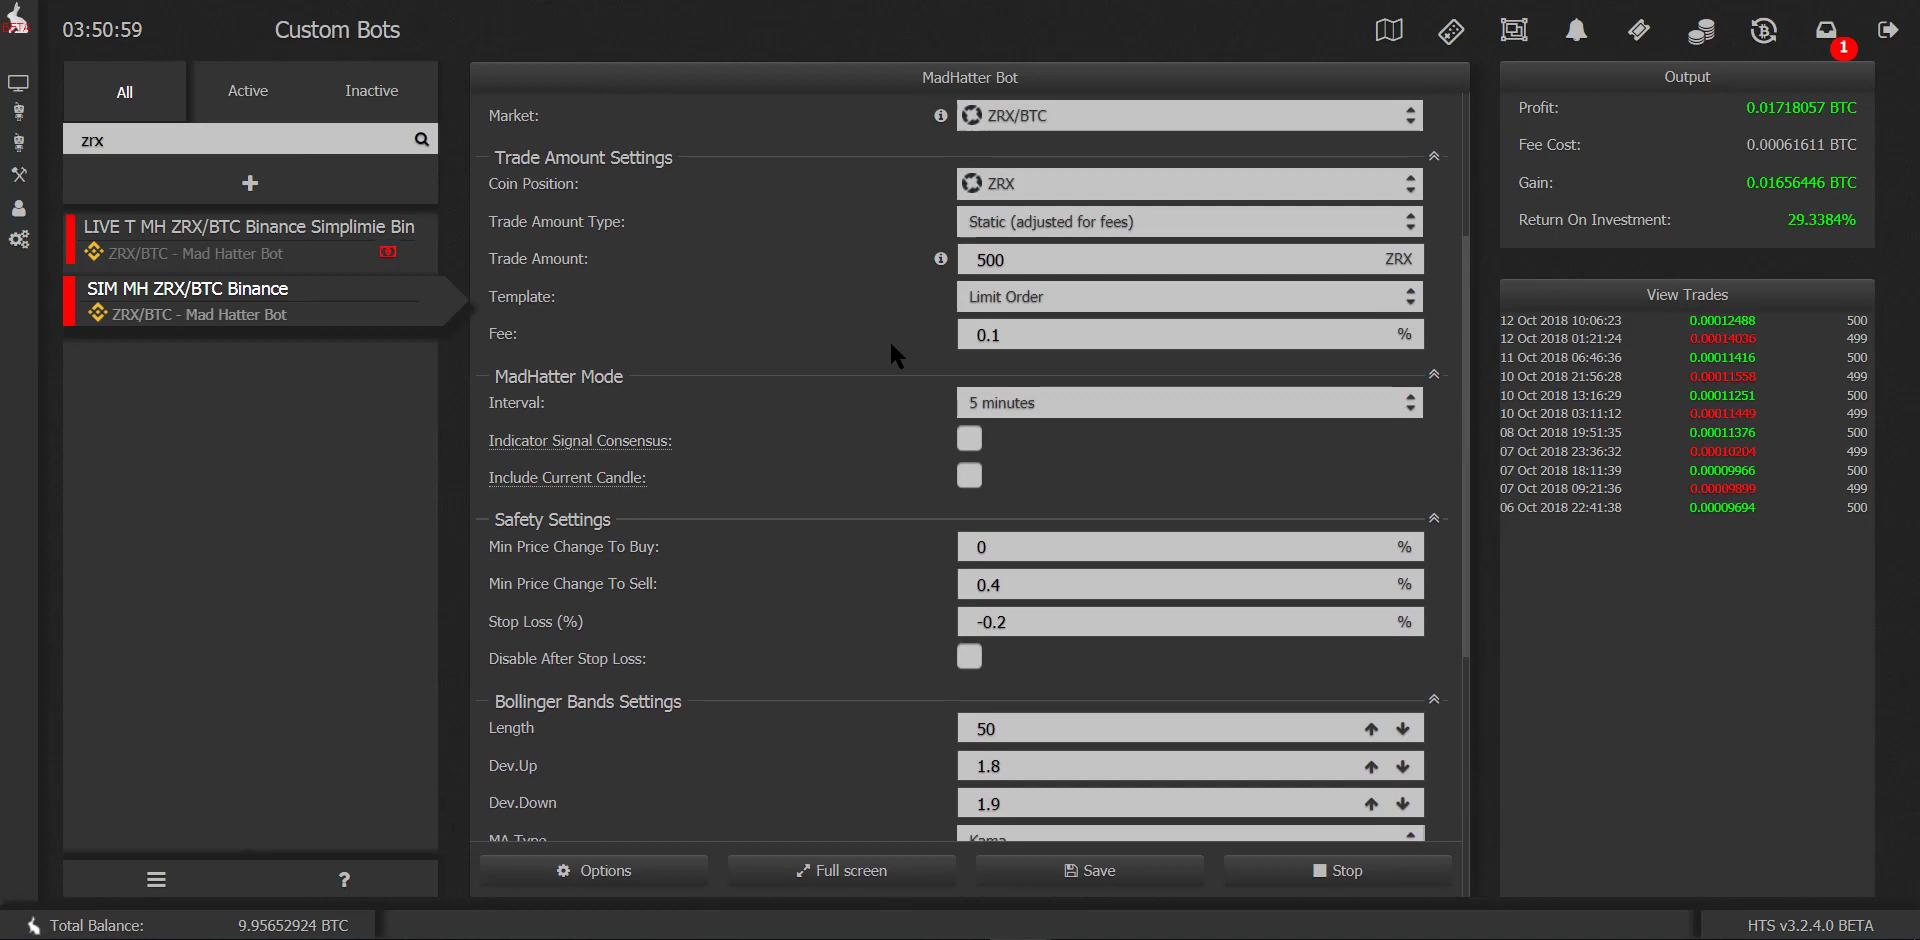 BETA
03:50:59
Custom Bots
1
All
Active
Inactive
zrx
LIVE T MH ZRX/BTC Binance Simplimie Bin
ZRX/BTC - Mad Hatter Bot
SIM MH ZRX/BTC Binance
ZRX/BTC - Mad Hatter Bot
?
MadHatter Bot
Market:
ZRX/BTC
Trade Amount Settings
Coin Position:
ZRX
Trade Amount Type:
Static (adjusted for fees)
Trade Amount:
500 ZRX
Template:
Limit Order
Fee:
0.1 %
MadHatter Mode
Interval:
5 minutes
Indicator Signal Consensus:
Include Current Candle:
Safety Settings
Min Price Change To Buy:
0 %
Min Price Change To Sell:
0.4 %
Stop Loss (%)
-0.2 %
Disable After Stop Loss:
Bollinger Bands Settings
Length
50
Dev.Up
1.8
Dev.Down
1.9
MA Type
Kama
Options
Full screen
Save
Stop
Output
Profit: 0.01718057 BTC
Fee Cost: 0.00061611 BTC
Gain: 0.01656446 BTC
Return On Investment: 29.3384%
View Trades
12 Oct 2018 10:06:23 0.00012488 500
12 Oct 2018 01:21:24 0.00014036 499
11 Oct 2018 06:46:36 0.00011416 500
10 Oct 2018 21:56:28 0.00011558 499
10 Oct 2018 13:16:29 0.00011251 500
10 Oct 2018 03:11:12 0.00011449 499
08 Oct 2018 19:51:35 0.00011376 500
07 Oct 2018 23:36:32 0.00010204 499
07 Oct 2018 18:11:39 0.00009966 500
07 Oct 2018 09:21:36 0.00009899 499
06 Oct 2018 22:41:38 0.00009694 500
Total Balance: 9.95652924 BTC
HTS v3.2.4.0 BETA